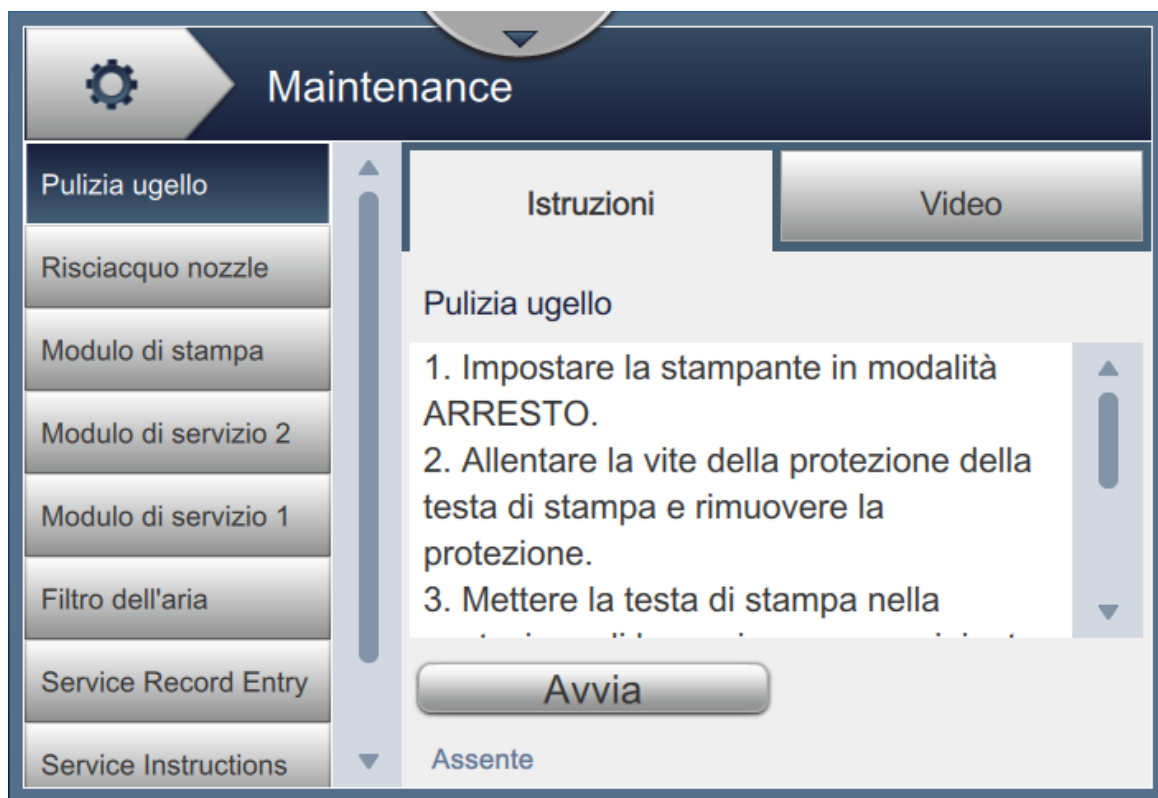 Maintenance
Pulizia ugello
Risciacquo nozzle
Modulo di stampa
Modulo di servizio 2
Modulo di servizio 1
Filtro dell'aria
Service Record Entry
Service Instructions
Istruzioni
Video
Pulizia ugello
1. Impostare la stampante in modalità
ARRESTO.
2. Allentare la vite della protezione della
testa di stampa e rimuovere la
protezione.
3. Mettere la testa di stampa nella
Avvia
Assente